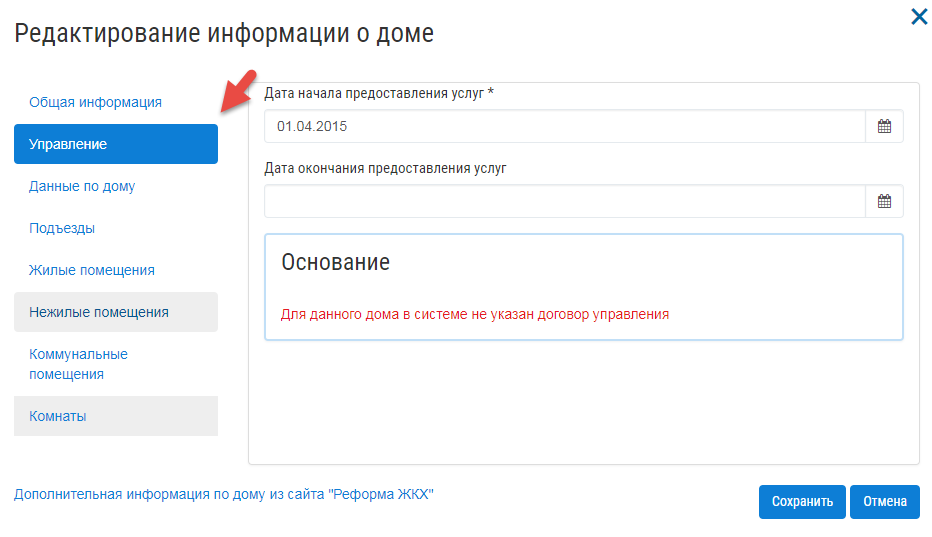 Редактирование информации о доме
Общая информация
Управление
Данные по дому
Подъезды
Жилые помещения
Нежилые помещения
Коммунальные
помещения
Комнаты
Дата начала предоставления услуг *
01.04.2015
Дата окончания предоставления услуг
Основание
Для данного дома в системе не указан договор управления
Дополнительная информация по дому из сайта "Реформа ЖКХ"
Сохранить
Отмена